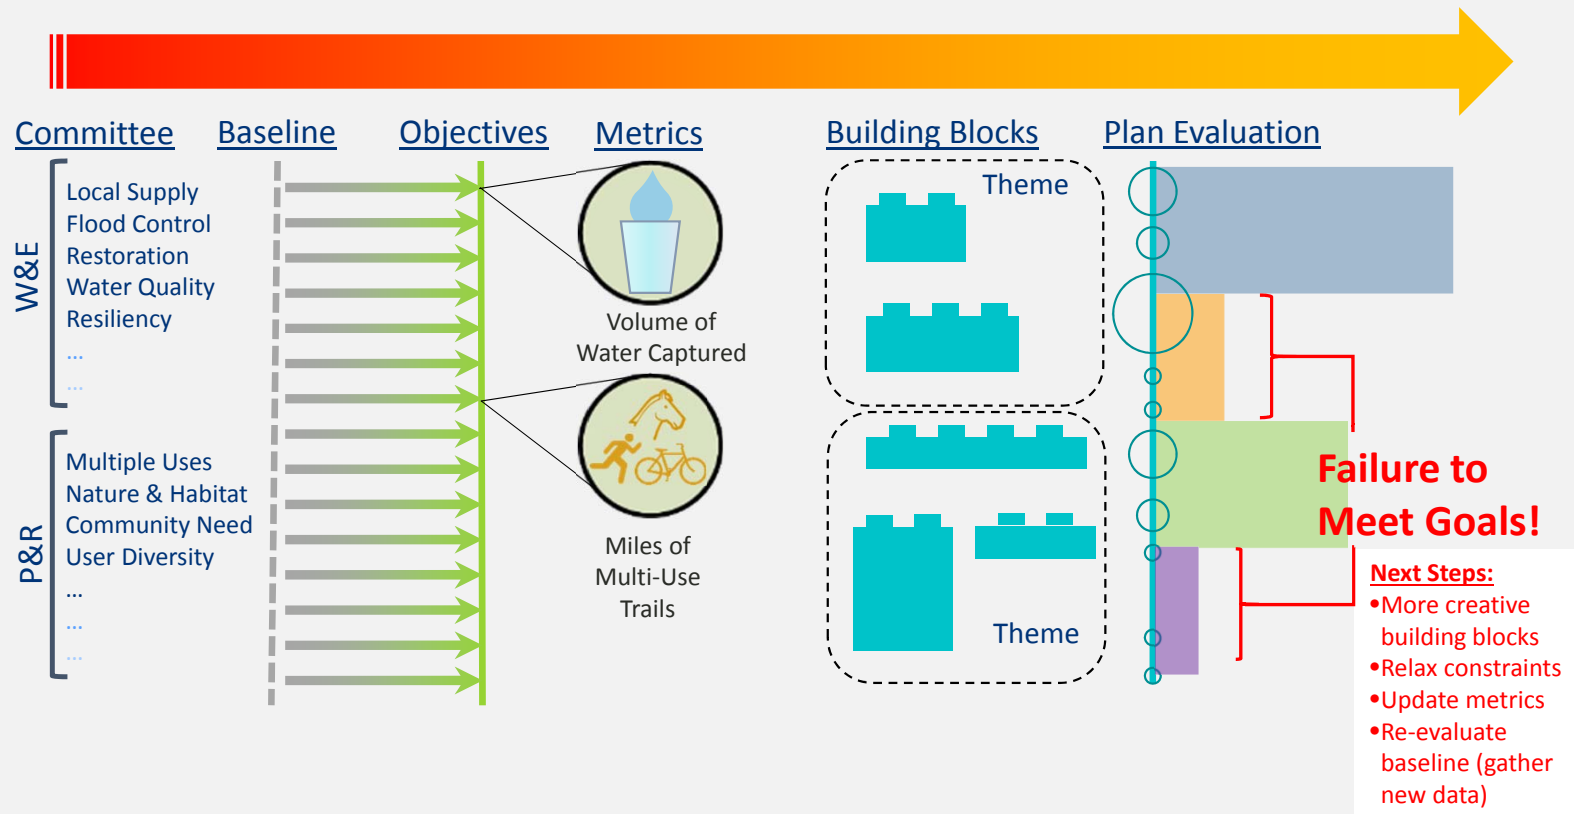 Committee
Baseline
Objectives
Metrics
Building Blocks
Plan Evaluation
W&E
Local Supply
Flood Control
Restoration
Water Quality
Resiliency
...
...
P&R
Multiple Uses
Nature & Habitat
Community Need
User Diversity
...
...
...
Volume of
Water Captured
Miles of
Multi-Use
Trails
Theme
Theme
Failure to
Meet Goals!
Next Steps:
•More creative
building blocks
•Relax constraints
•Update metrics
•Re-evaluate
baseline (gather
new data)